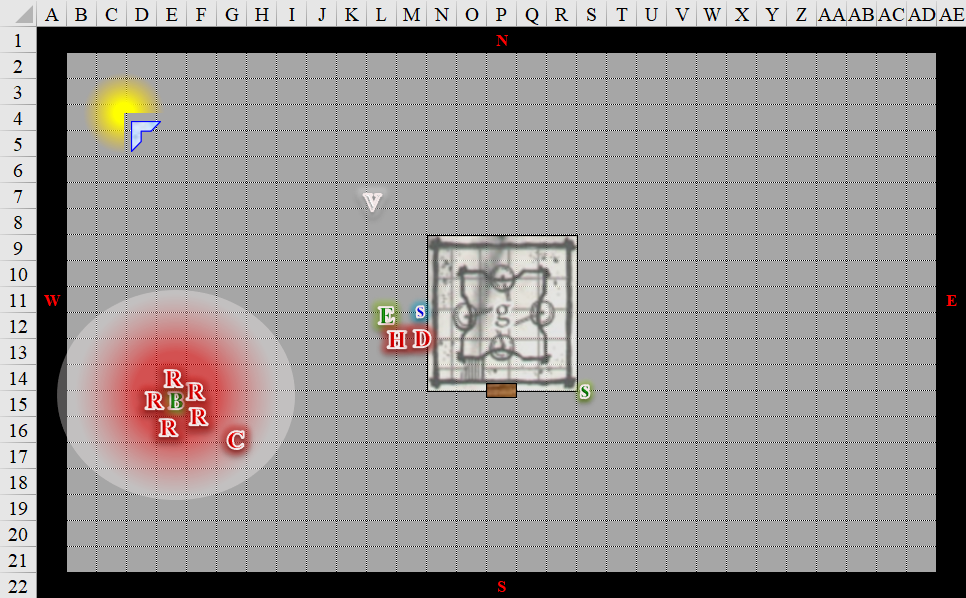 A B C D E F G H I J K L M N O P Q R S T U V W X Y Z AA AB AC AD AE
1 N
2
3
4
5
6
7 V
8
9
10
11 W E
12 E S g
13 H D
14 R
15 R B R S
16 R R C
17
18
19
20
21
22 S